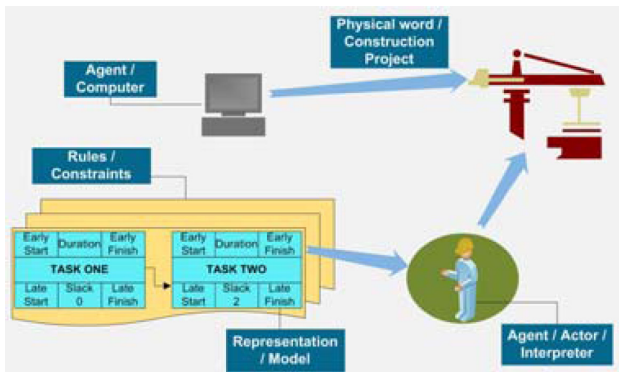 Physical word /
Construction
Project
Agent /
Computer
Rules /
Constraints
Early
Start
Duration
Early
Finish
TASK ONE
Late
Start
Slack
0
Late
Finish
Early
Start
Duration
Early
Finish
TASK TWO
Late
Start
Slack
2
Late
Finish
Representation
/ Model
Agent / Actor /
Interpreter